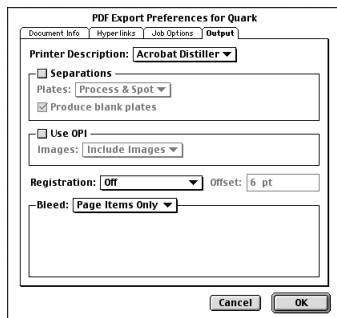 PDF Export Preferences for Quark
Document Info Hyperlinks Job Options Output
Printer Description: Acrobat Distiller
Separations
Plates: Process & Spot
Produce blank plates
Use OPI
Images: Include Images
Registration: Off Offset: 6 pt
Bleed: Page Items Only
Cancel OK